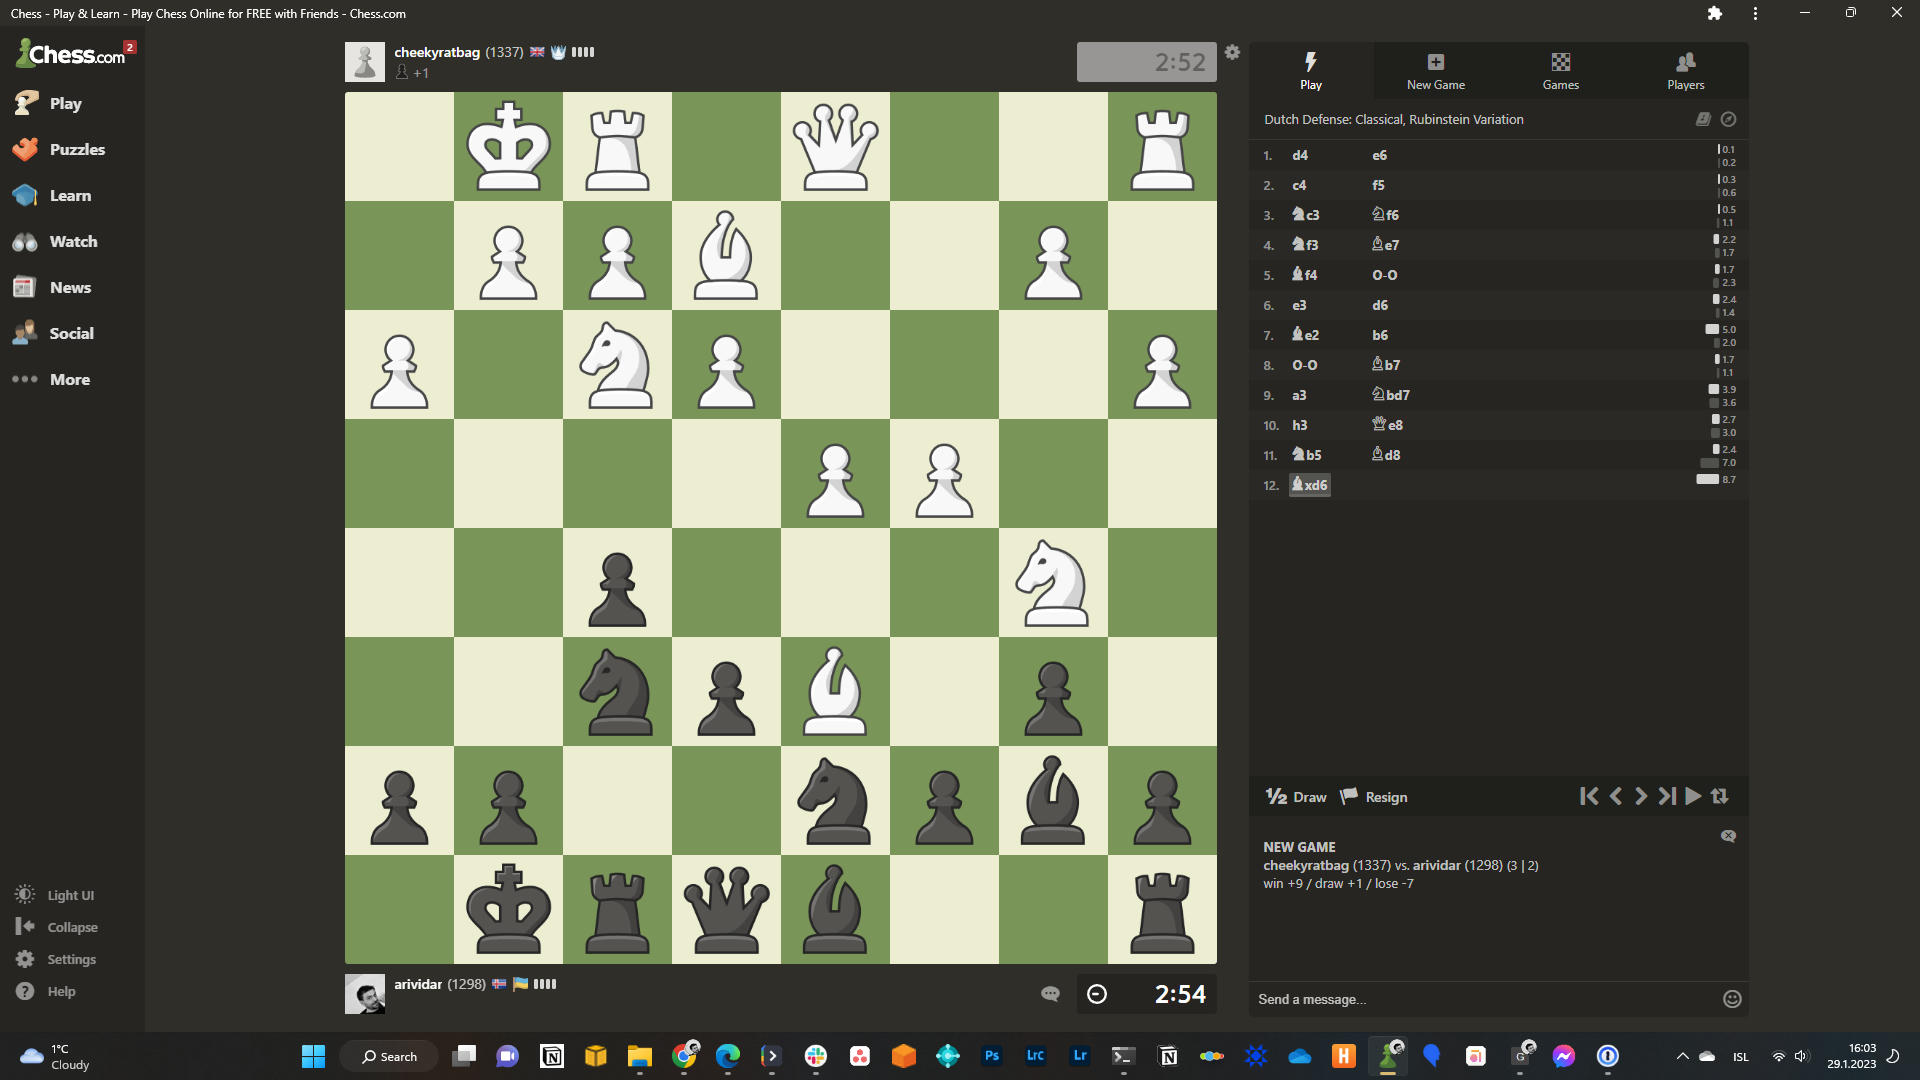 Chess - Play & Learn - Play Chess Online for FREE with Friends - Chess.com
Chess.com 2
Play
Puzzles
Learn
Watch
News
Social
More
Light UI
Collapse
Settings
Help
cheekyratbag (1337)
+1
2:52
arividar (1298)
2:54
Play
New Game
Games
Players
Dutch Defense: Classical, Rubinstein Variation
1. d4 e6 0.1 0.2
2. c4 f5 0.3 0.6
3. ♞c3 ♘f6 0.5 1.1
4. ♞f3 ♗e7 2.2 1.7
5. ♝f4 O-O 1.7 2.3
6. e3 d6 2.4 1.4
7. ♝e2 b6 5.0 2.0
8. O-O ♗b7 1.7 1.1
9. a3 ♘bd7 3.9 3.6
10. h3 ♕e8 2.7 3.0
11. ♞b5 ♗d8 2.4 7.0
12. ♝xd6 8.7
½ Draw Resign
NEW GAME
cheekyratbag (1337) vs. arividar (1298) (3 | 2)
win +9 / draw +1 / lose -7
Send a message...
1°C
Cloudy
Search
Ps
LrC
Lr
H
G
ISL
16:03
29.1.2023